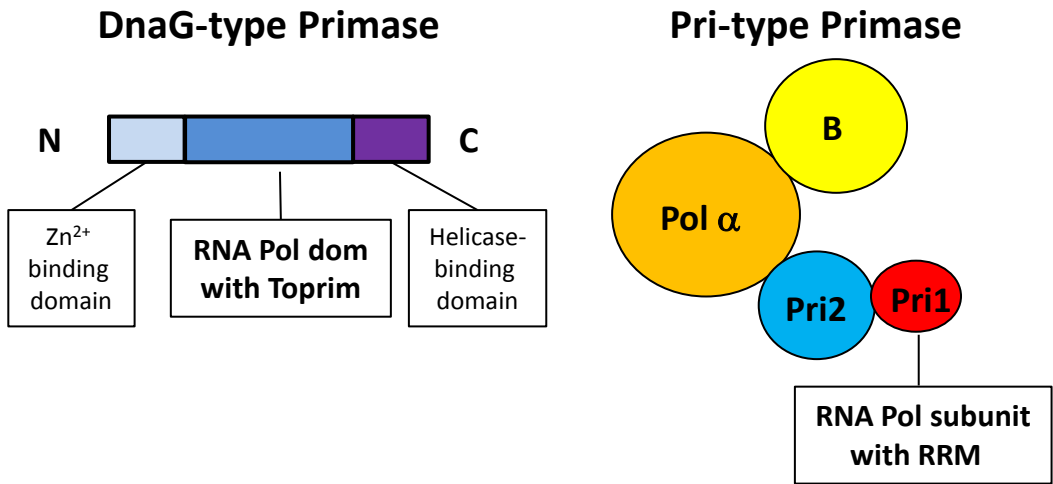 DnaG-type Primase
N
C
Zn²⁺
binding
domain
RNA Pol dom
with Toprim
Helicase-
binding
domain
Pri-type Primase
B
Pol α
Pri2
Pri1
RNA Pol subunit
with RRM